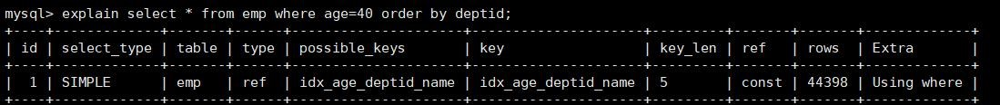 mysql> explain select * from emp where age=40 order by deptid;
+----+-------------+-------+------+---------------------+---------------------+---------+-------+-------+-------------+
| id | select_type | table | type | possible_keys | key | key_len | ref | rows | Extra |
+----+-------------+-------+------+---------------------+---------------------+---------+-------+-------+-------------+
| 1 | SIMPLE | emp | ref | idx_age_deptid_name | idx_age_deptid_name | 5 | const | 44398 | Using where |
+----+-------------+-------+------+---------------------+---------------------+---------+-------+-------+-------------+